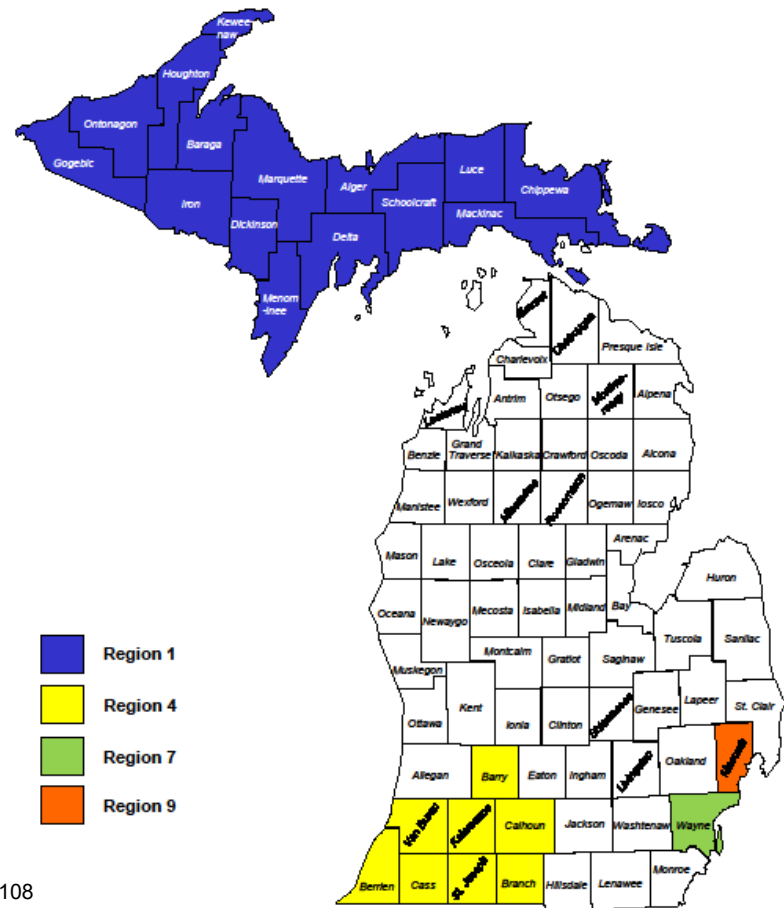 Kewee
naw
Houghton
Ontonagon
Baraga
Gogebic
Marquette
Alger
Luce
Chippewa
Iron
Schoolcraft
Dickinson
Mackinac
Delta
Menom
-inee
Emmet
Cheboygan
Presque Isle
Charlevoix
Antrim
Otsego
Montmo-
rency
Alpena
Leelanau
Benzie
Grand
Traverse
Kalkaska
Crawford
Oscoda
Alcona
Manistee
Wexford
Missaukee
Roscommon
Ogemaw
Iosco
Arenac
Mason
Lake
Osceola
Clare
Gladwin
Huron
Oceana
Newaygo
Mecosta
Isabella
Midland
Bay
Tuscola
Sanilac
Montcalm
Gratiot
Saginaw
Muskegon
Kent
Ionia
Clinton
Shiawassee
Genesee
Lapeer
St. Clair
Ottawa
Allegan
Barry
Eaton
Ingham
Livingston
Oakland
Macomb
Van Buren
Kalamazoo
Calhoun
Jackson
Washtenaw
Wayne
Berrien
Cass
St. Joseph
Branch
Hillsdale
Lenawee
Monroe
Region 1
Region 4
Region 7
Region 9
108